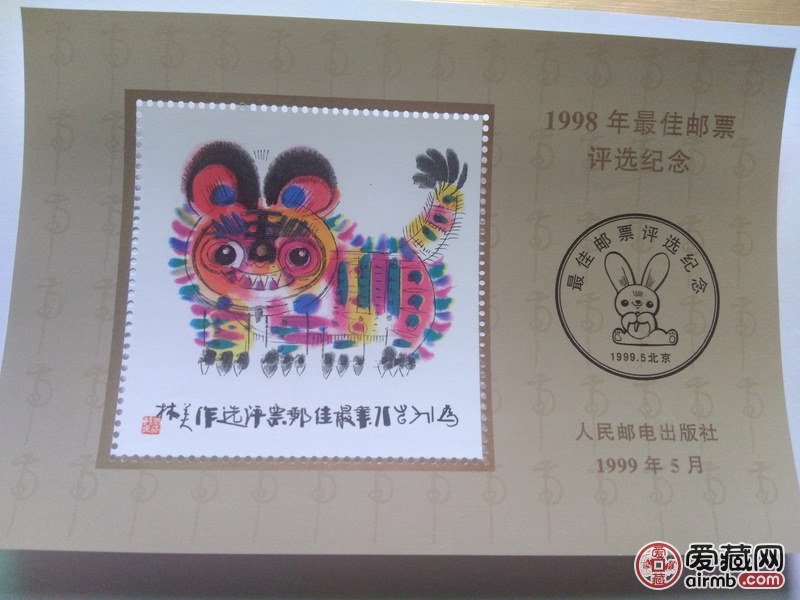 1998 年最佳邮票
评选纪念
最佳邮票评选纪念
1999.5北京
为一九九八年最佳郵票评选作
林美
人民邮电出版社
1999 年 5 月
爱藏网
airmb.com